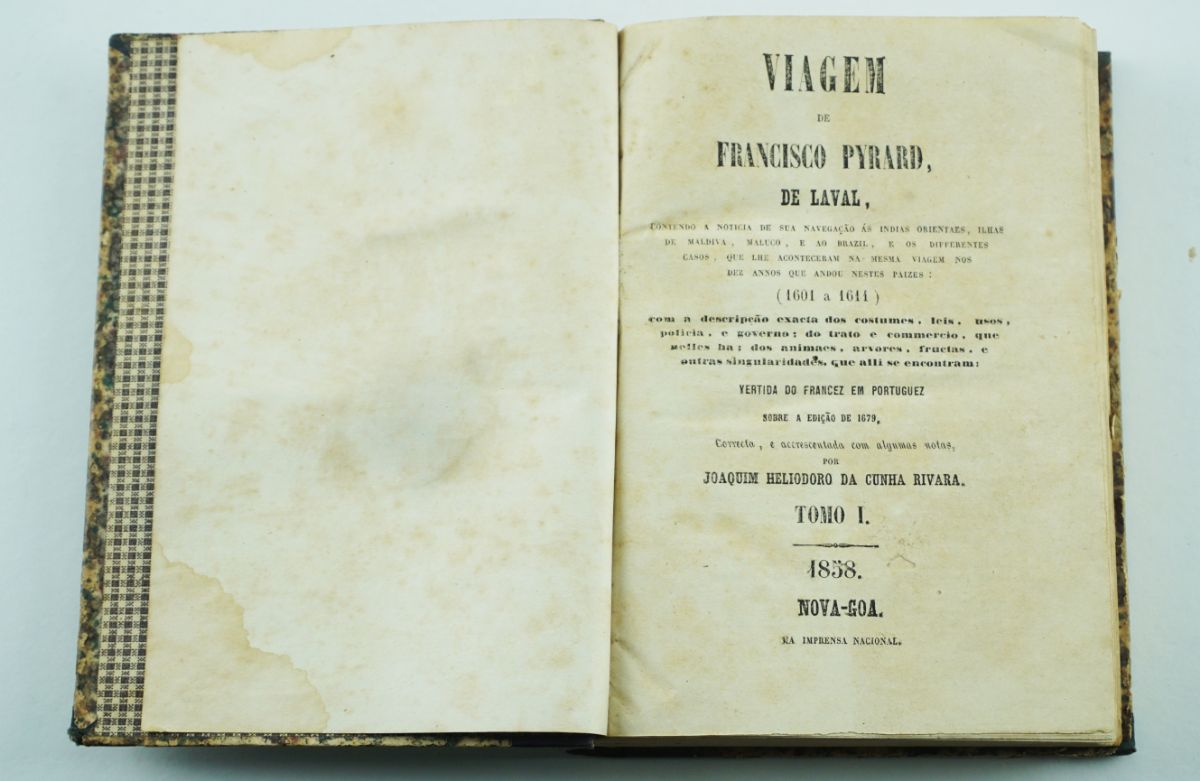 VIAGEM
DE
FRANCISCO PYRARD,
DE LAVAL,
CONTENDO A NOTICIA DE SUA NAVEGAÇÃO ÁS INDIAS ORIENTAES, ILHAS
DE MALDIVA, MALUCO, E AO BRAZIL, E OS DIFFERENTES
CASOS, QUE LHE ACONTECERAM NA MESMA VIAGEM NOS
DEZ ANNOS QUE ANDOU NESTES PAIZES:
(1601 a 1611)
com a descripção exacta dos costumes, leis, usos,
policia, e governo: do trato e commercio, que
nelles ha; dos animaes, arvores, fructas, e
outras singularidades, que alli se encontram:
VERTIDA DO FRANCEZ EM PORTUGUEZ
SOBRE A EDIÇÃO DE 1679,
Correcta, e accrescentada com algumas notas,
POR
JOAQUIM HELIODORO DA CUNHA RIVARA.
TOMO I.
1858.
NOVA-GOA.
NA IMPRENSA NACIONAL.